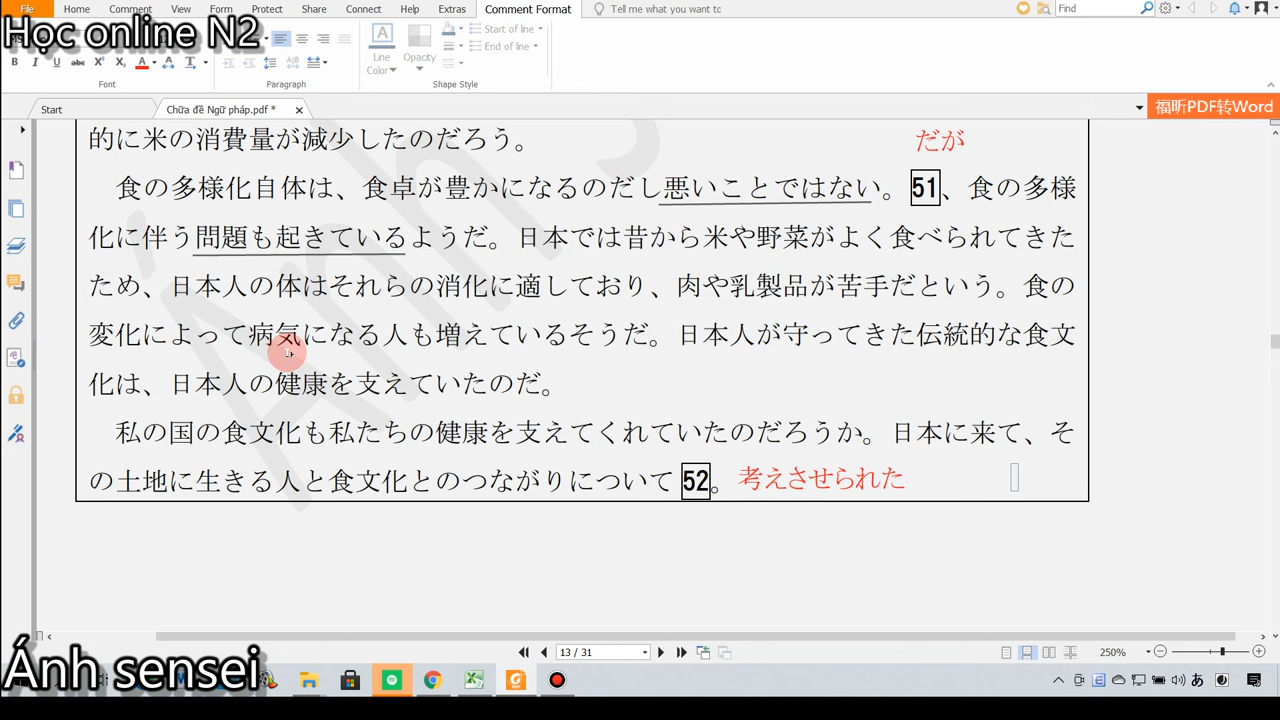 File Home Comment View Form Protect Share Connect Help Extras Comment Format Tell me what you want to Find
Học online N2
Line Color
Opacity
Start of line
End of line
Font Paragraph Shape Style
Start Chữa đề Ngữ pháp.pdf * 福昕PDF转Word
的に米の消費量が減少したのだろう。 だが
食の多様化自体は、食卓が豊かになるのだし悪いことではない。51、食の多様
化に伴う問題も起きているようだ。日本では昔から米や野菜がよく食べられてきた
ため、日本人の体はそれらの消化に適しており、肉や乳製品が苦手だという。食の
変化によって病気になる人も増えているそうだ。日本人が守ってきた伝統的な食文
化は、日本人の健康を支えていたのだ。
私の国の食文化も私たちの健康を支えてくれていたのだろうか。日本に来て、そ
の土地に生きる人と食文化とのつながりについて52。 考えさせられた
Ánh s
13 / 31 250%
Ánh sensei